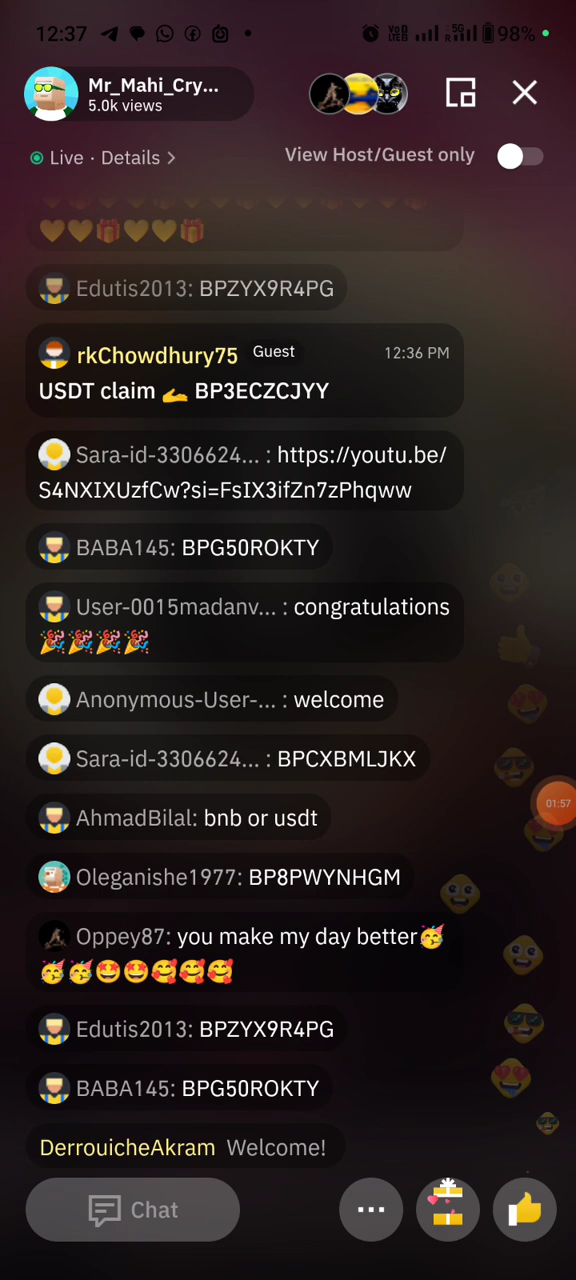 12:37
VoD LTE 5G R 98%
Mr_Mahi_Cry...
5.0k views
Live · Details >
View Host/Guest only
💛💛🎁💛💛🎁
Edutis2013: BPZYX9R4PG
rkChowdhury75 Guest 12:36 PM
USDT claim 🫴 BP3ECZCJYY
Sara-id-3306624... : https://youtu.be/
S4NXIXUzfCw?si=FsIX3ifZn7zPhqww
BABA145: BPG50ROKTY
User-0015madanv... : congratulations
🎉🎉🎉🎉
Anonymous-User-... : welcome
Sara-id-3306624... : BPCXBMLJKX
AhmadBilal: bnb or usdt
01:57
Oleganishe1977: BP8PWYNHGM
Oppey87: you make my day better🥳
🥳🥳🤩🤩🥰🥰🥰
Edutis2013: BPZYX9R4PG
BABA145: BPG50ROKTY
DerrouicheAkram Welcome!
Chat